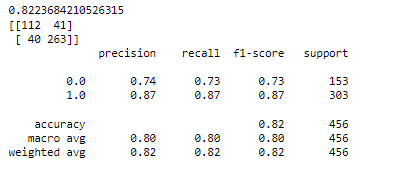 0.8223684210526315
[[112  41]
 [ 40 263]]
              precision    recall  f1-score   support

         0.0       0.74      0.73      0.73       153
         1.0       0.87      0.87      0.87       303

    accuracy                           0.82       456
   macro avg       0.80      0.80      0.80       456
weighted avg       0.82      0.82      0.82       456